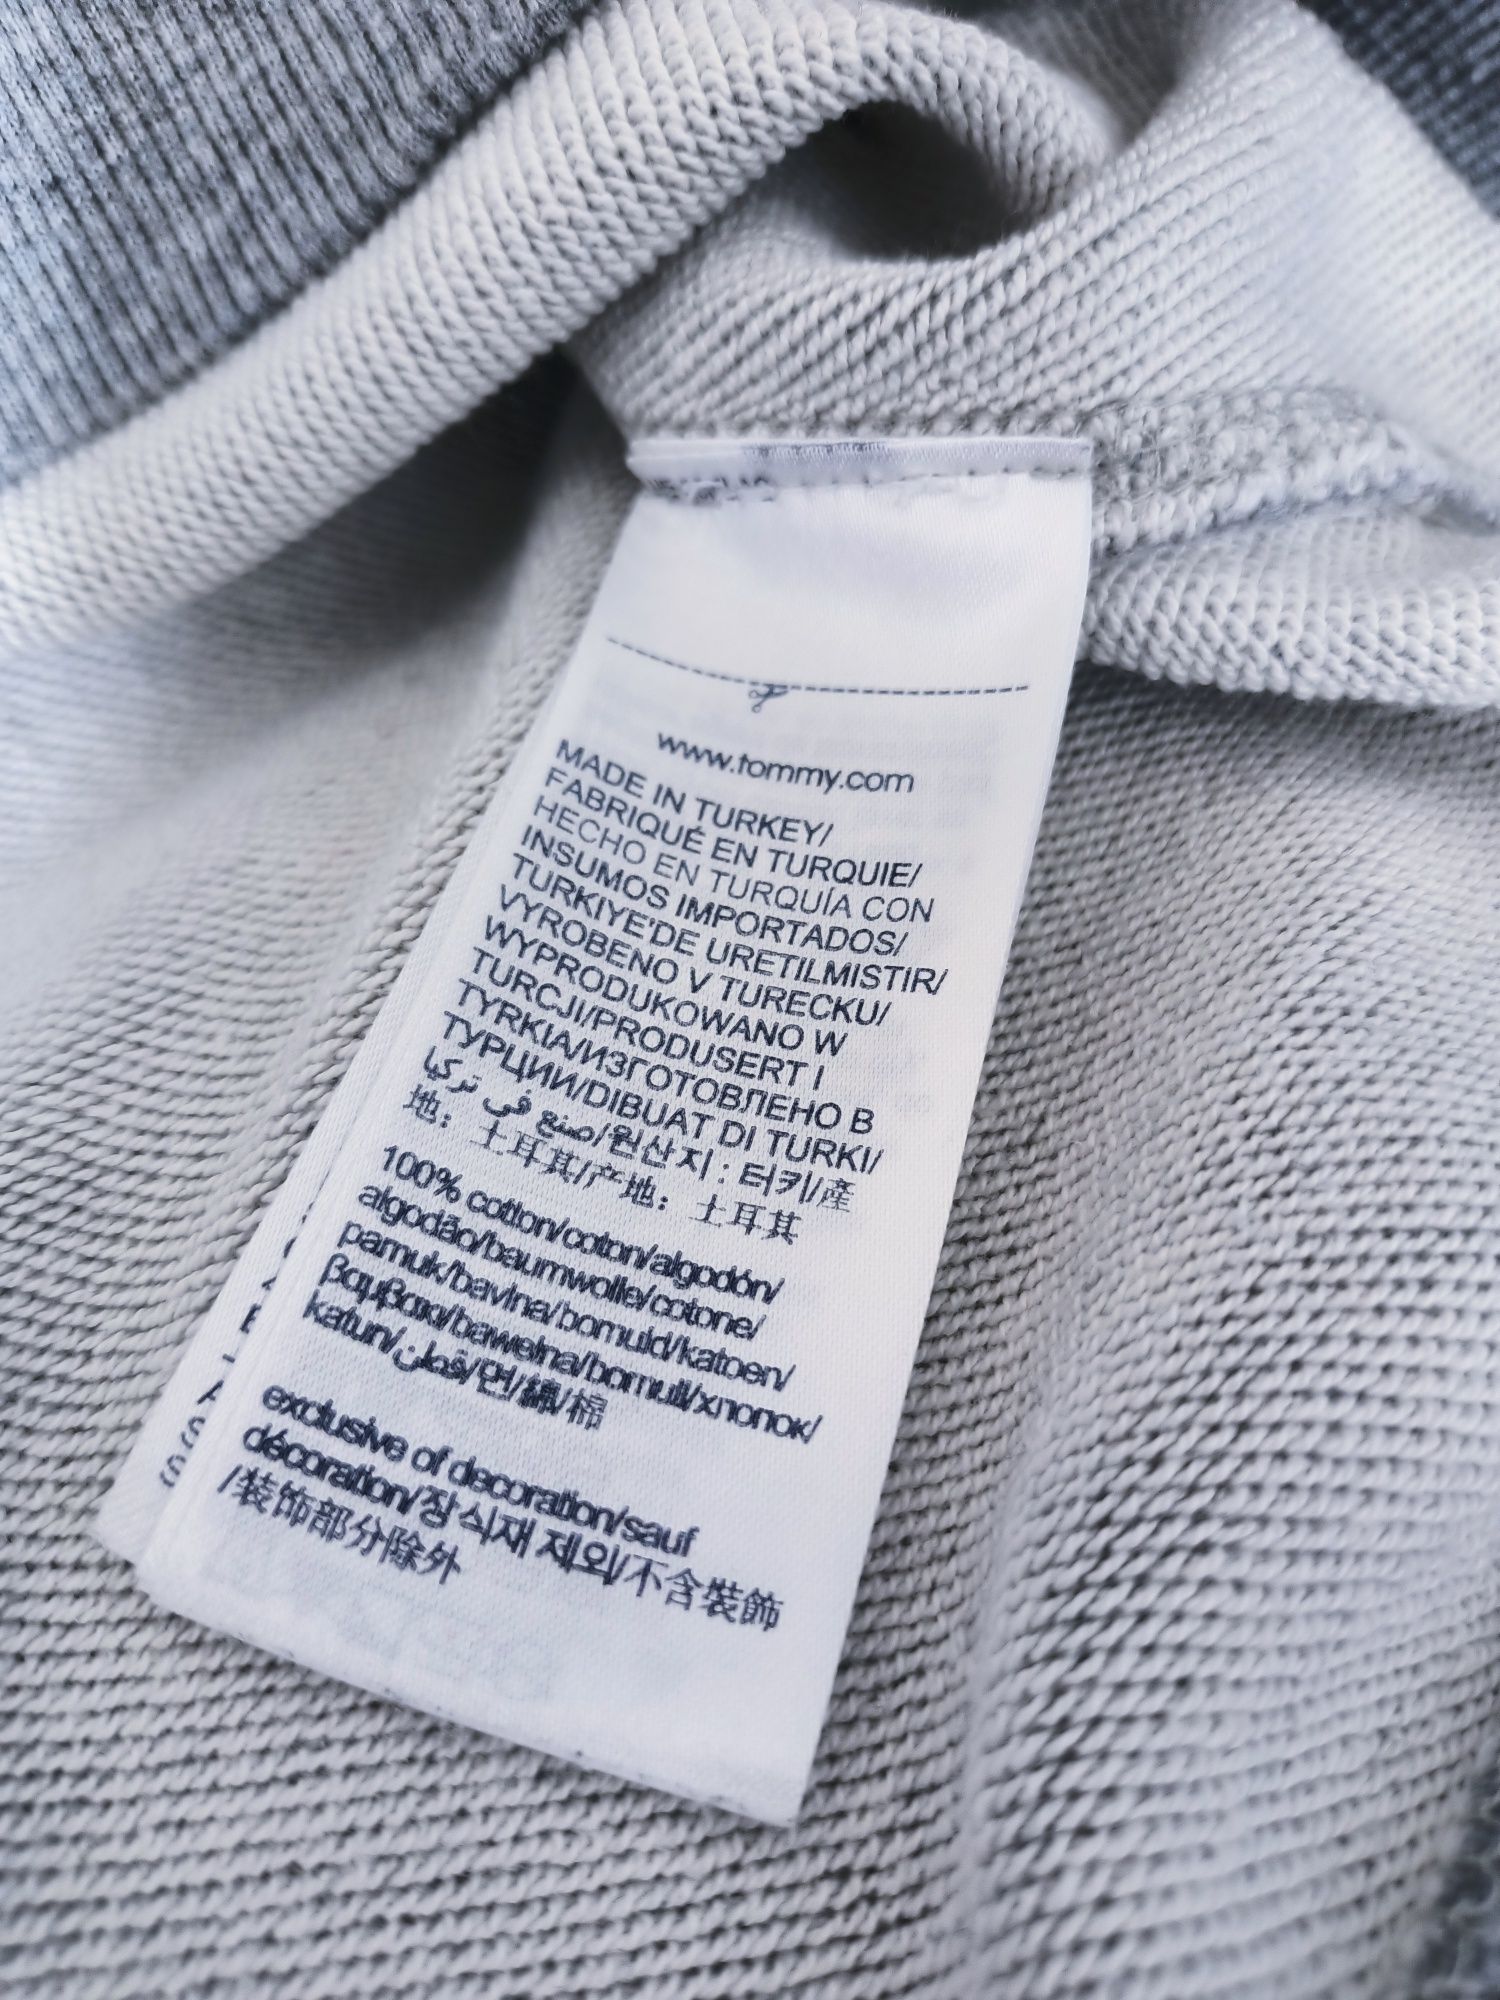 www.tommy.com
MADE IN TURKEY/
FABRIQUÉ EN TURQUIE/
HECHO EN TURQUÍA CON
INSUMOS IMPORTADOS/
TURKIYE'DE URETILMISTIR/
VYROBENO V TURECKU/
WYPRODUKOWANO W
TURCJI/PRODUSERT I
TYRKIA/ИЗГОТОВЛЕНО В
ТУРЦИИ/DIBUAT DI TURKI/
صنع في تركيا/원산지 : 터키/產
地：土耳其/产地：土耳其
100% cotton/coton/algodón/
algodão/baumwolle/cotone/
pamuk/bavlna/bomuld/katoen/
βαμβακι/bawełna/bomull/хлопок/
katun/قطن/면/綿/棉
exclusive of decoration/sauf
décoration/장식재 제외/不含裝飾
/装饰部分除外